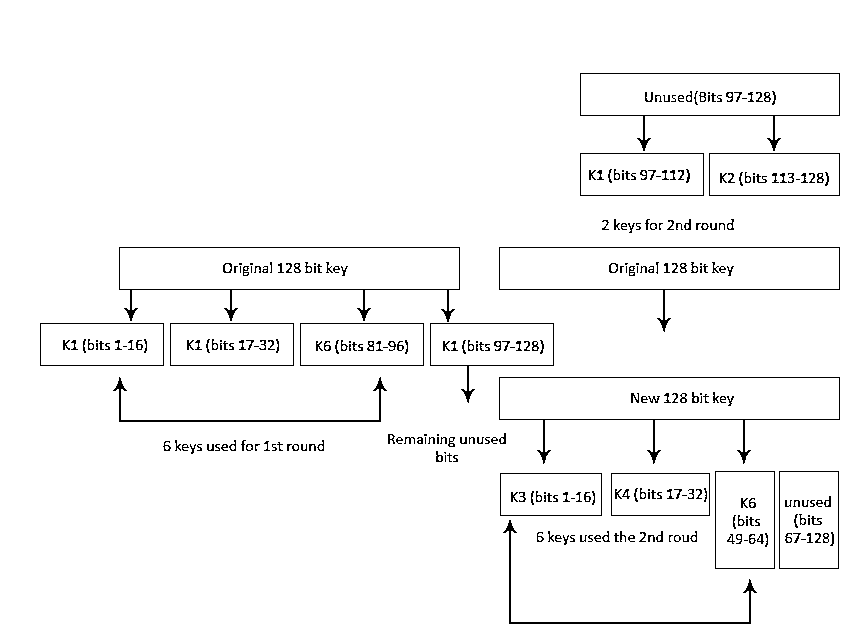 Unused(Bits 97-128)
K1 (bits 97-112)
K2 (bits 113-128)
2 keys for 2nd round
Original 128 bit key
Original 128 bit key
K1 (bits 1-16)
K1 (bits 17-32)
K6 (bits 81-96)
K1 (bits 97-128)
New 128 bit key
6 keys used for 1st round
Remaining unused
bits
K3 (bits 1-16)
K4 (bits 17-32)
K6
(bits
49-64)
unused
(bits
67-128)
6 keys used the 2nd roud